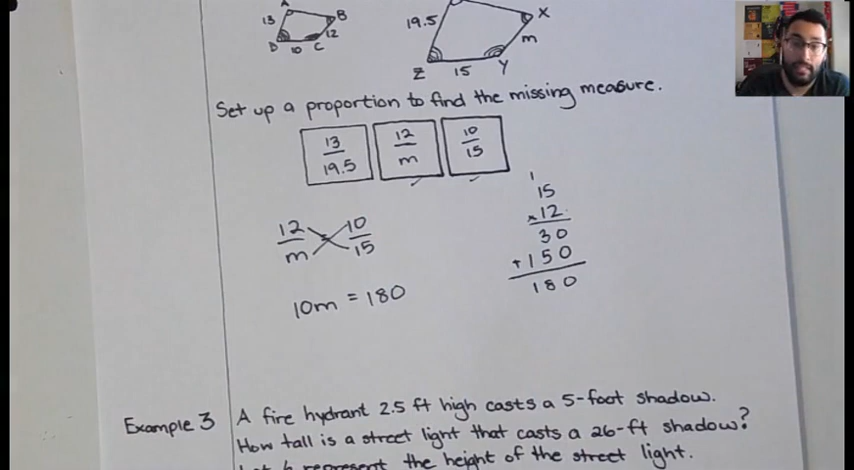 A
13
B
12
D 10 C
19.5
X
m
Z 15 Y
Set up a proportion to find the missing measure.
13/19.5 12/m 10/15
12/m = 10/15
10m = 180
1
15
x12
30
+150
180
Example 3 A fire hydrant 2.5 ft high casts a 5-foot shadow.
How tall is a street light that casts a 26-ft shadow?
Let h represent the height of the street light.